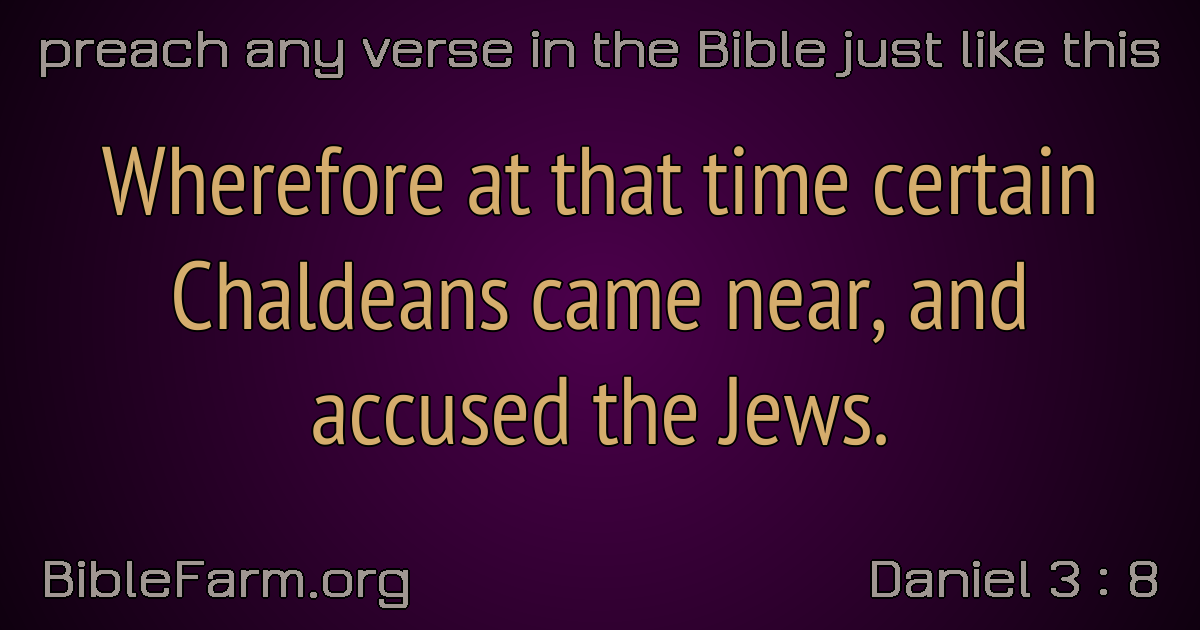 preach any verse in the Bible just like this
Wherefore at that time certain
Chaldeans came near, and
accused the Jews.
BibleFarm.org
Daniel 3 : 8